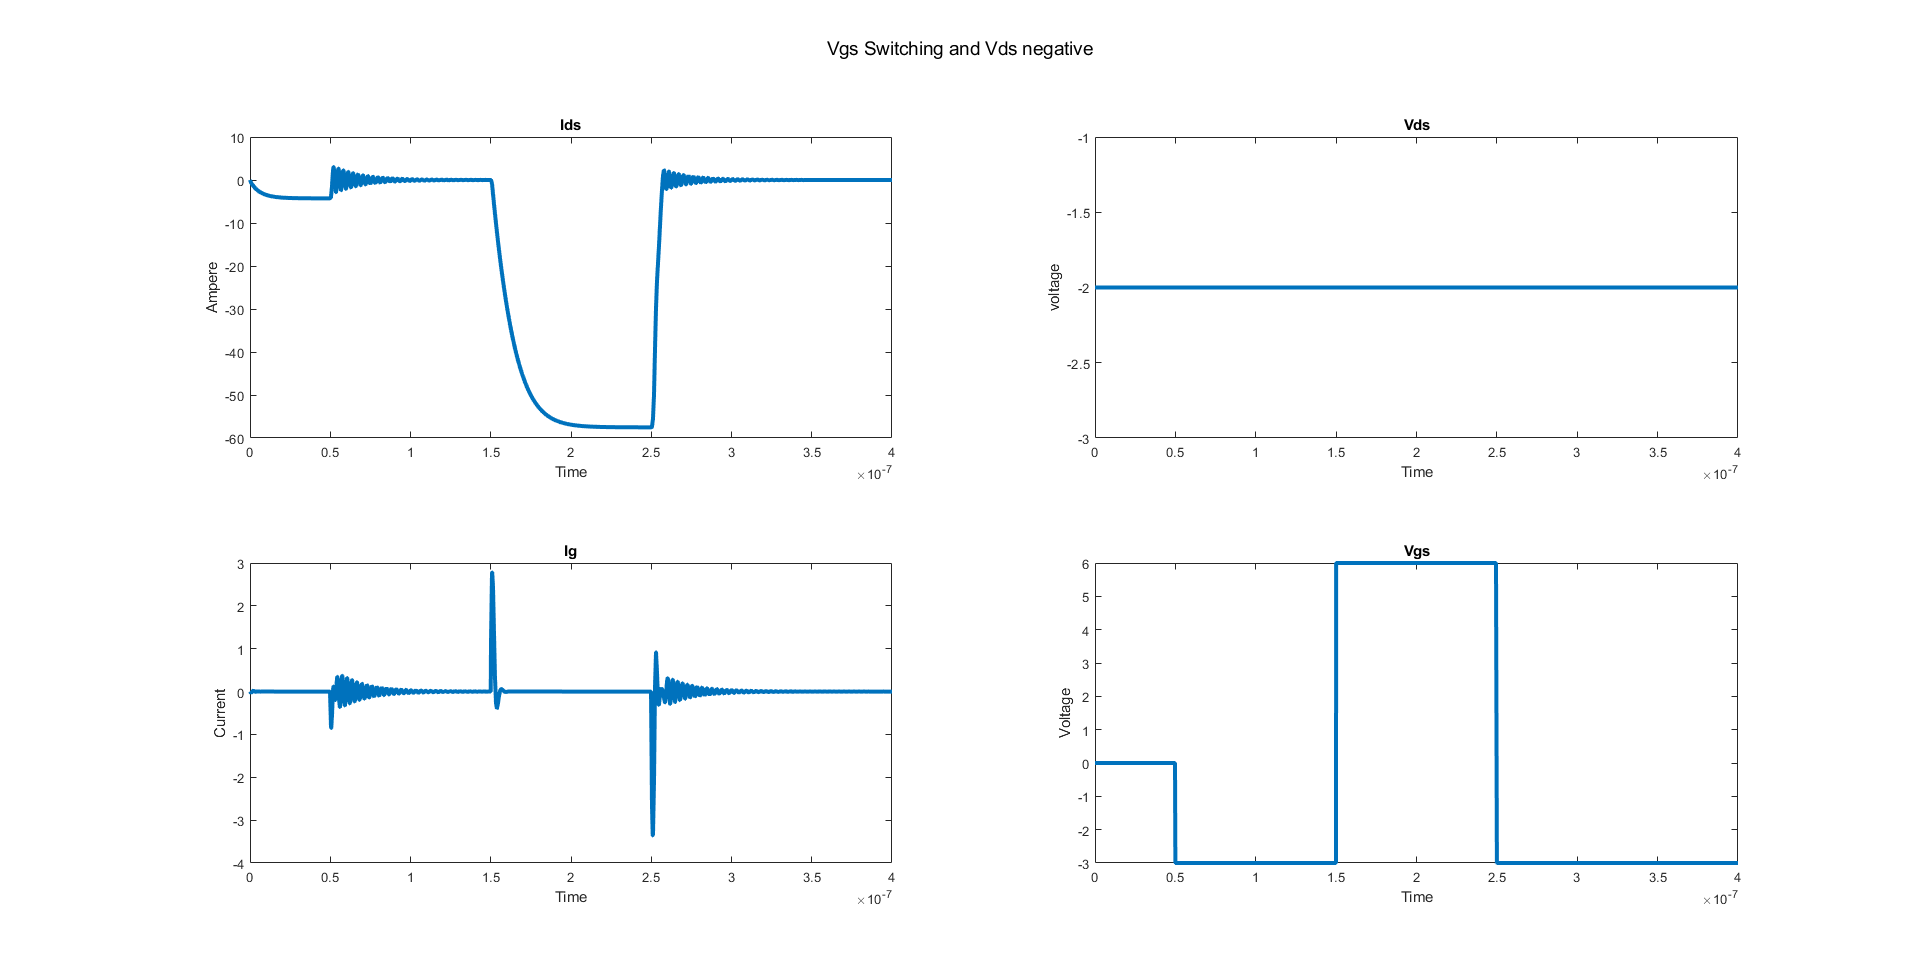 Vgs Switching and Vds negative
Ids
10
0
-10
-20
-30
-40
-50
-60
Ampere
0 0.5 1 1.5 2 2.5 3 3.5 4
Time
×10-7
Vds
-1
-1.5
-2
-2.5
-3
voltage
0 0.5 1 1.5 2 2.5 3 3.5 4
Time
×10-7
Ig
3
2
1
0
-1
-2
-3
-4
Current
0 0.5 1 1.5 2 2.5 3 3.5 4
Time
×10-7
Vgs
6
5
4
3
2
1
0
-1
-2
-3
Voltage
0 0.5 1 1.5 2 2.5 3 3.5 4
Time
×10-7